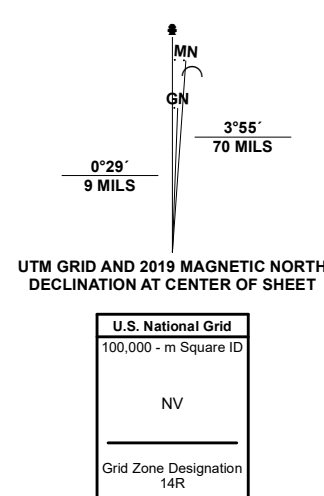 MN
GN
3°55´
70 MILS
0°29´
9 MILS
UTM GRID AND 2019 MAGNETIC NORTH
DECLINATION AT CENTER OF SHEET
U.S. National Grid
100,000 - m Square ID
NV
Grid Zone Designation
14R